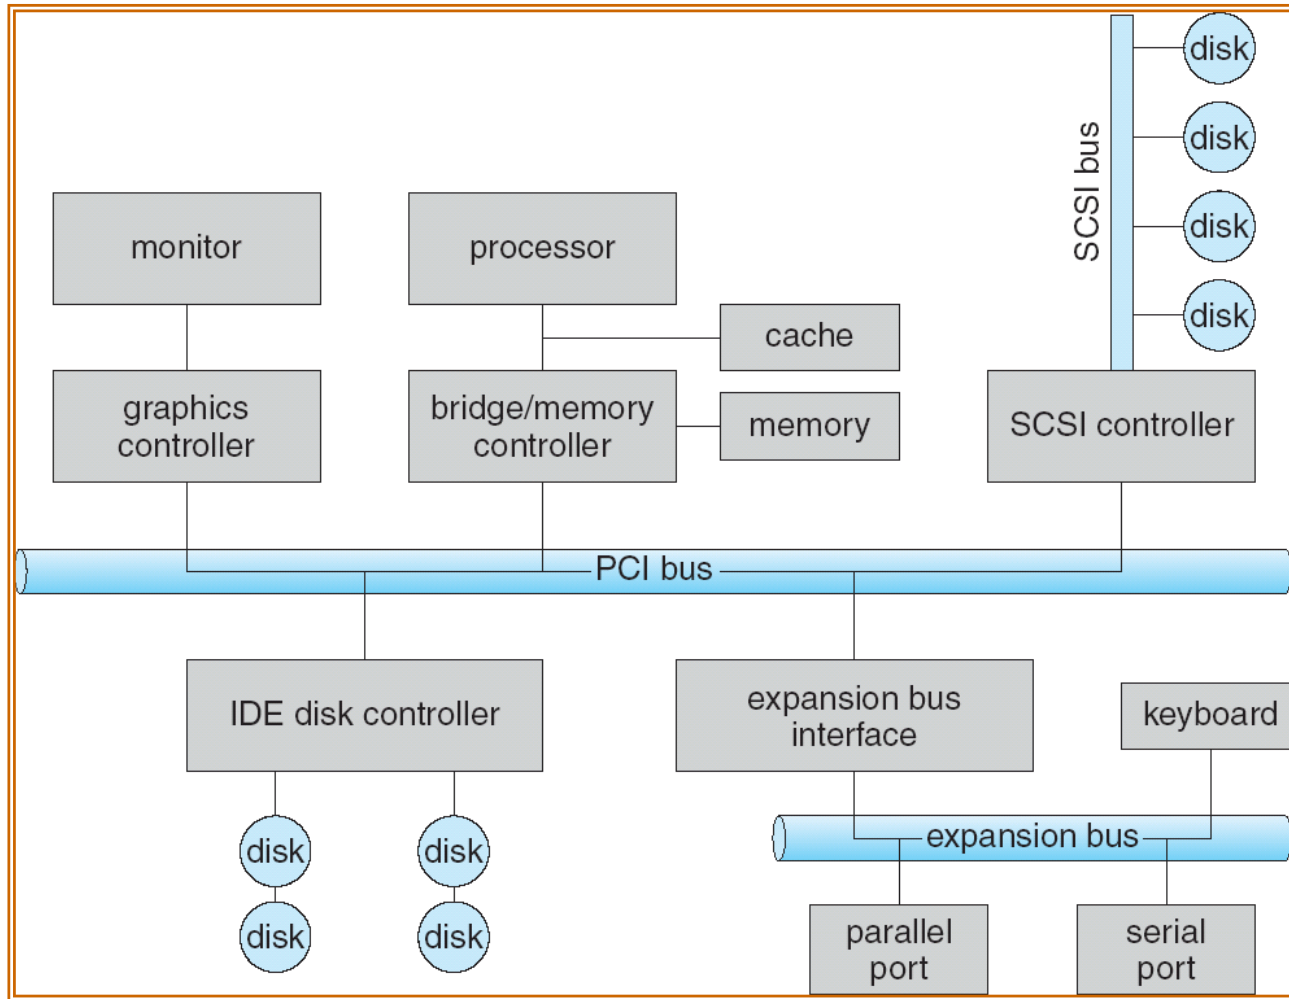 disk
disk
disk
disk
SCSI bus
monitor
processor
cache
graphics
controller
bridge/memory
controller
memory
SCSI controller
PCI bus
IDE disk controller
expansion bus
interface
keyboard
disk
disk
disk
disk
expansion bus
parallel
port
serial
port